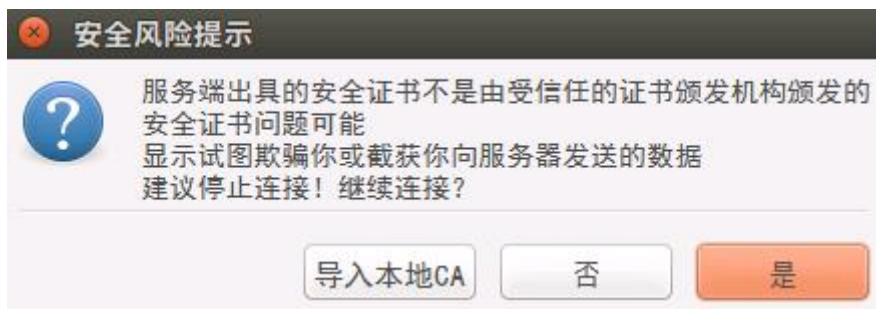 安全风险提示
服务端出具的安全证书不是由受信任的证书颁发机构颁发的
安全证书问题可能
显示试图欺骗你或截获你向服务器发送的数据
建议停止连接！继续连接？
导入本地CA 否 是